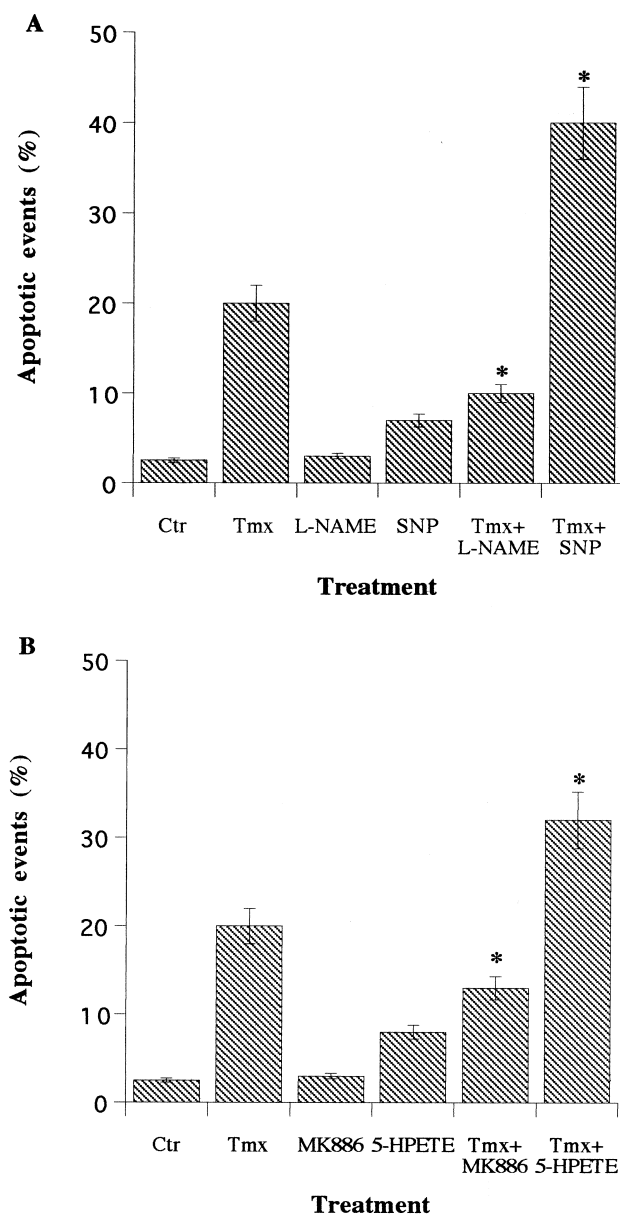 A
Apoptotic events (%)
50
40
30
20
10
0
*
*
Ctr Tmx L-NAME SNP Tmx+ Tmx+
L-NAME SNP
Treatment
B
Apoptotic events (%)
50
40
30
20
10
0
*
*
Ctr Tmx MK886 5-HPETE Tmx+ Tmx+
MK886 5-HPETE
Treatment